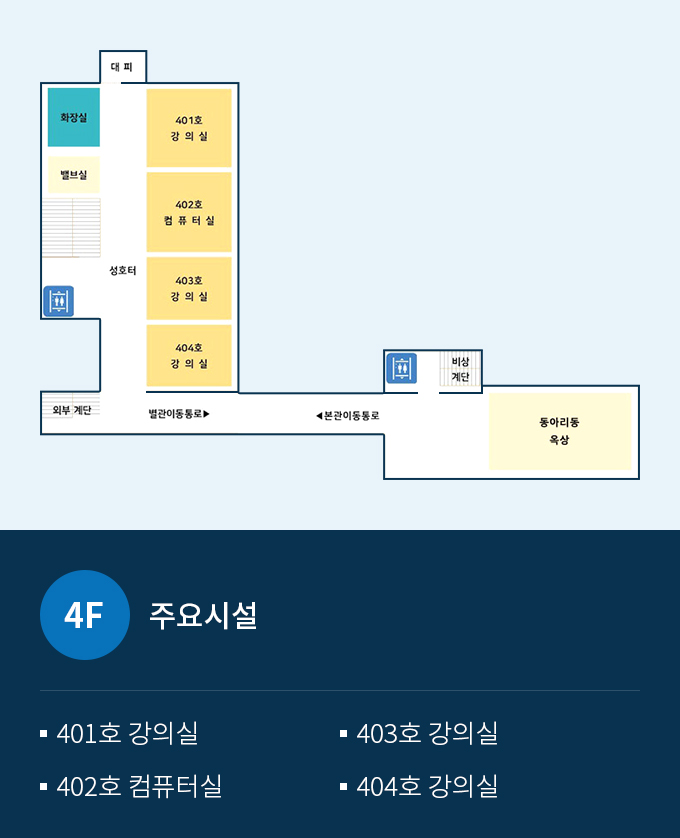 대 피
화장실
401호
강 의 실
밸브실
402호
컴 퓨 터 실
성호터
403호
강 의 실
404호
강 의 실
비상
계단
외부 계단
별관이동통로▶
◀본관이동통로
동아리동
옥상
4F 주요시설
401호 강의실
403호 강의실
402호 컴퓨터실
404호 강의실